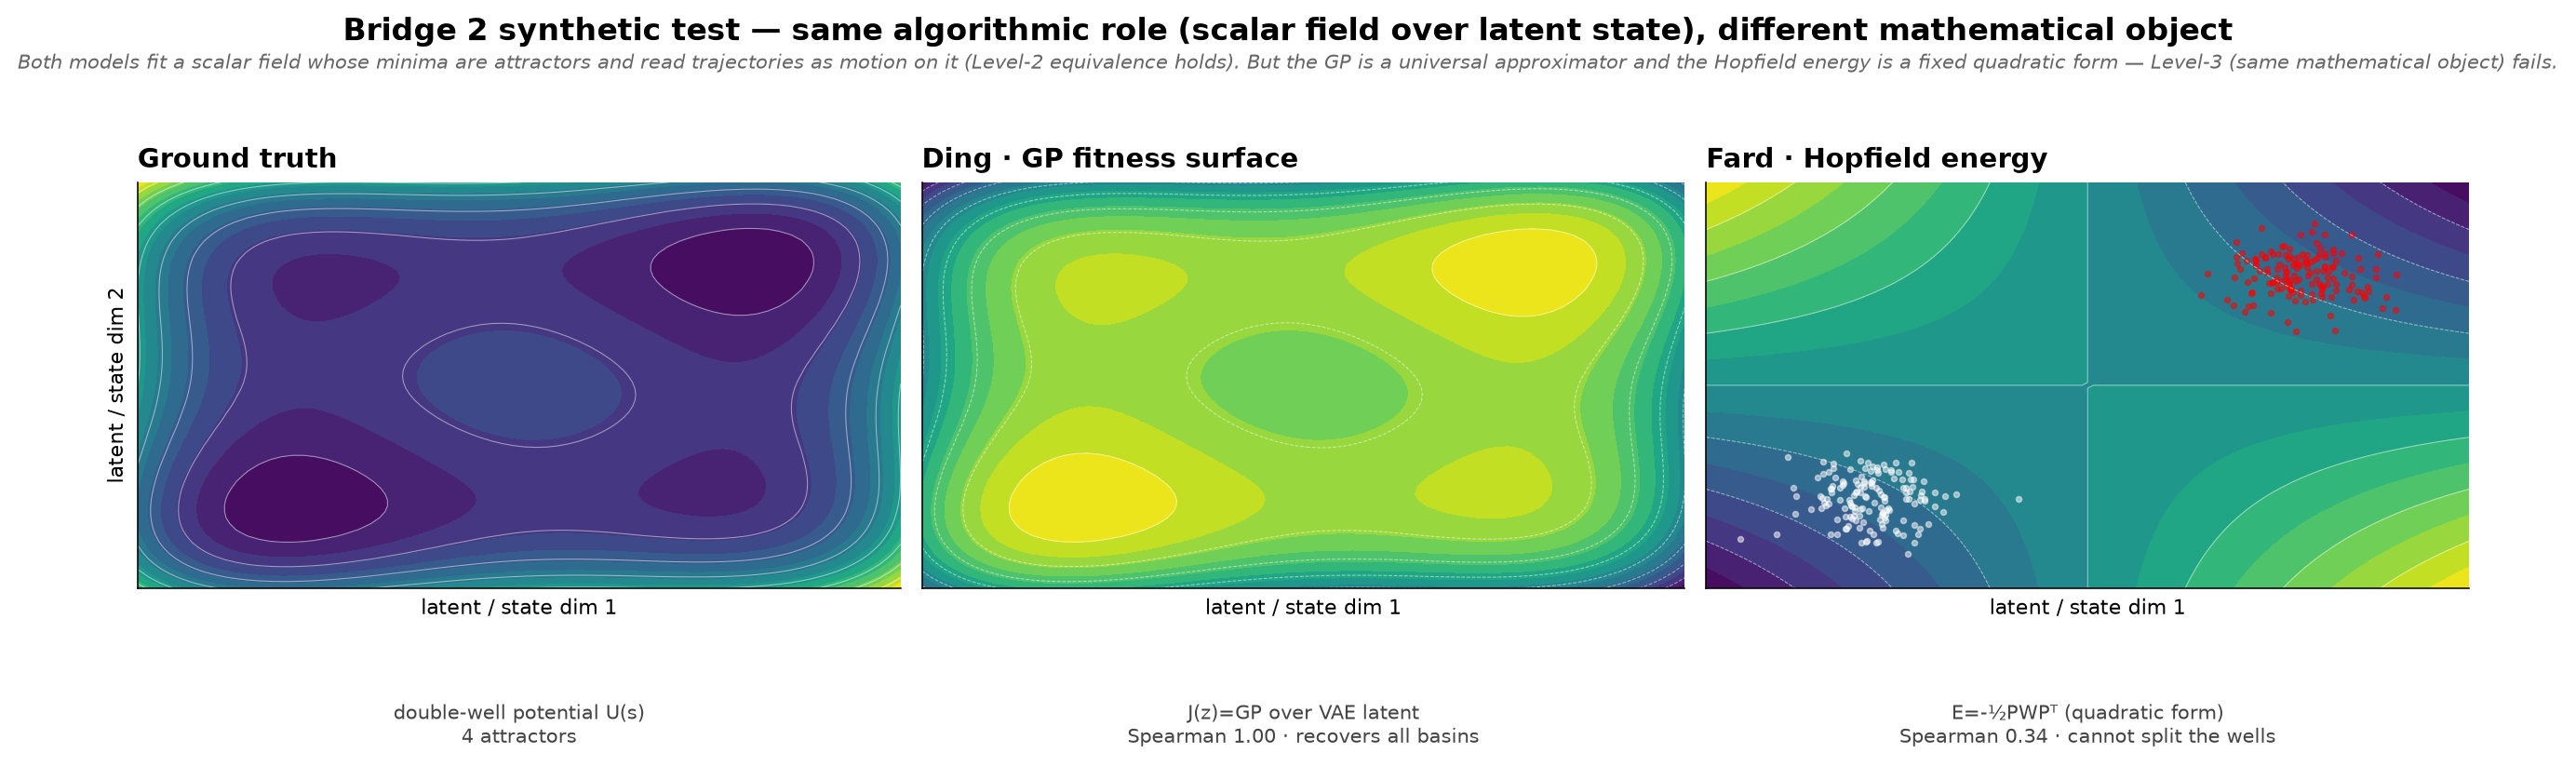 Bridge 2 synthetic test — same algorithmic role (scalar field over latent state), different mathematical object
Both models fit a scalar field whose minima are attractors and read trajectories as motion on it (Level-2 equivalence holds). But the GP is a universal approximator and the Hopfield energy is a fixed quadratic form — Level-3 (same mathematical object) fails.
Ground truth
Ding · GP fitness surface
Fard · Hopfield energy
latent / state dim 2
latent / state dim 1
latent / state dim 1
latent / state dim 1
double-well potential U(s)
4 attractors
J(z)=GP over VAE latent
Spearman 1.00 · recovers all basins
E=-½PWPᵀ (quadratic form)
Spearman 0.34 · cannot split the wells